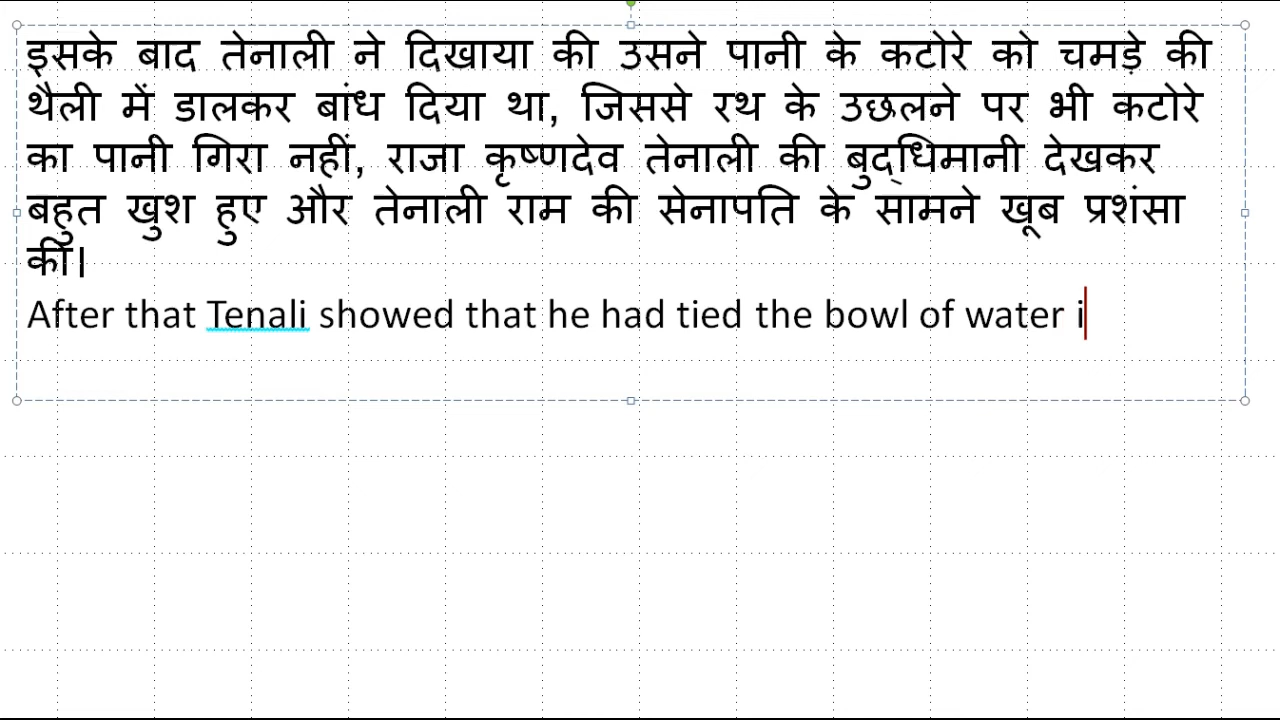 इसके बाद तेनाली ने दिखाया की उसने पानी के कटोरे को चमड़े की
थैली में डालकर बांध दिया था, जिससे रथ के उछलने पर भी कटोरे
का पानी गिरा नहीं, राजा कृष्णदेव तेनाली की बुद्धिमानी देखकर
बहुत खुश हुए और तेनाली राम की सेनापति के सामने खूब प्रशंसा
की।
After that Tenali showed that he had tied the bowl of water i